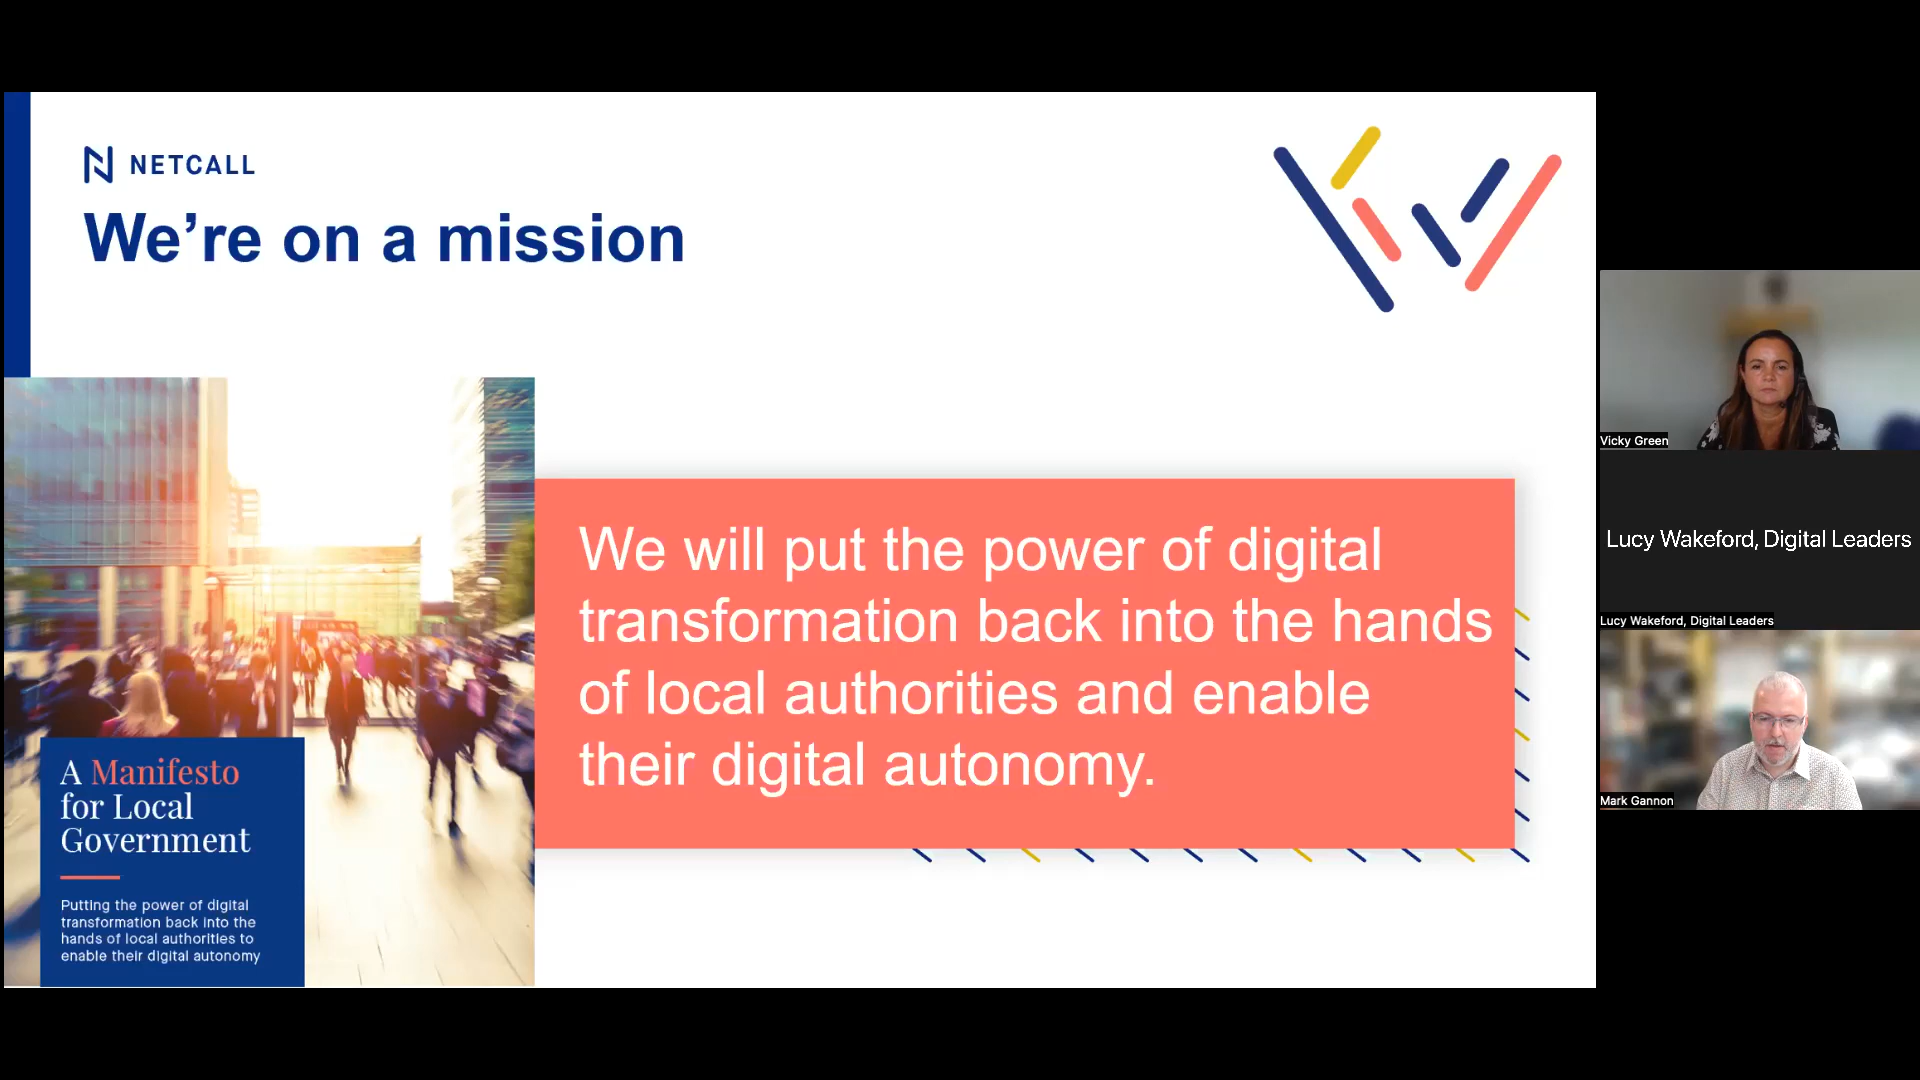 NETCALL
We’re on a mission
We will put the power of digital
transformation back into the hands
of local authorities and enable
their digital autonomy.
A Manifesto
for Local
Government
Putting the power of digital
transformation back into the
hands of local authorities to
enable their digital autonomy
Vicky Green
Lucy Wakeford, Digital Leaders
Lucy Wakeford, Digital Leaders
Mark Gannon